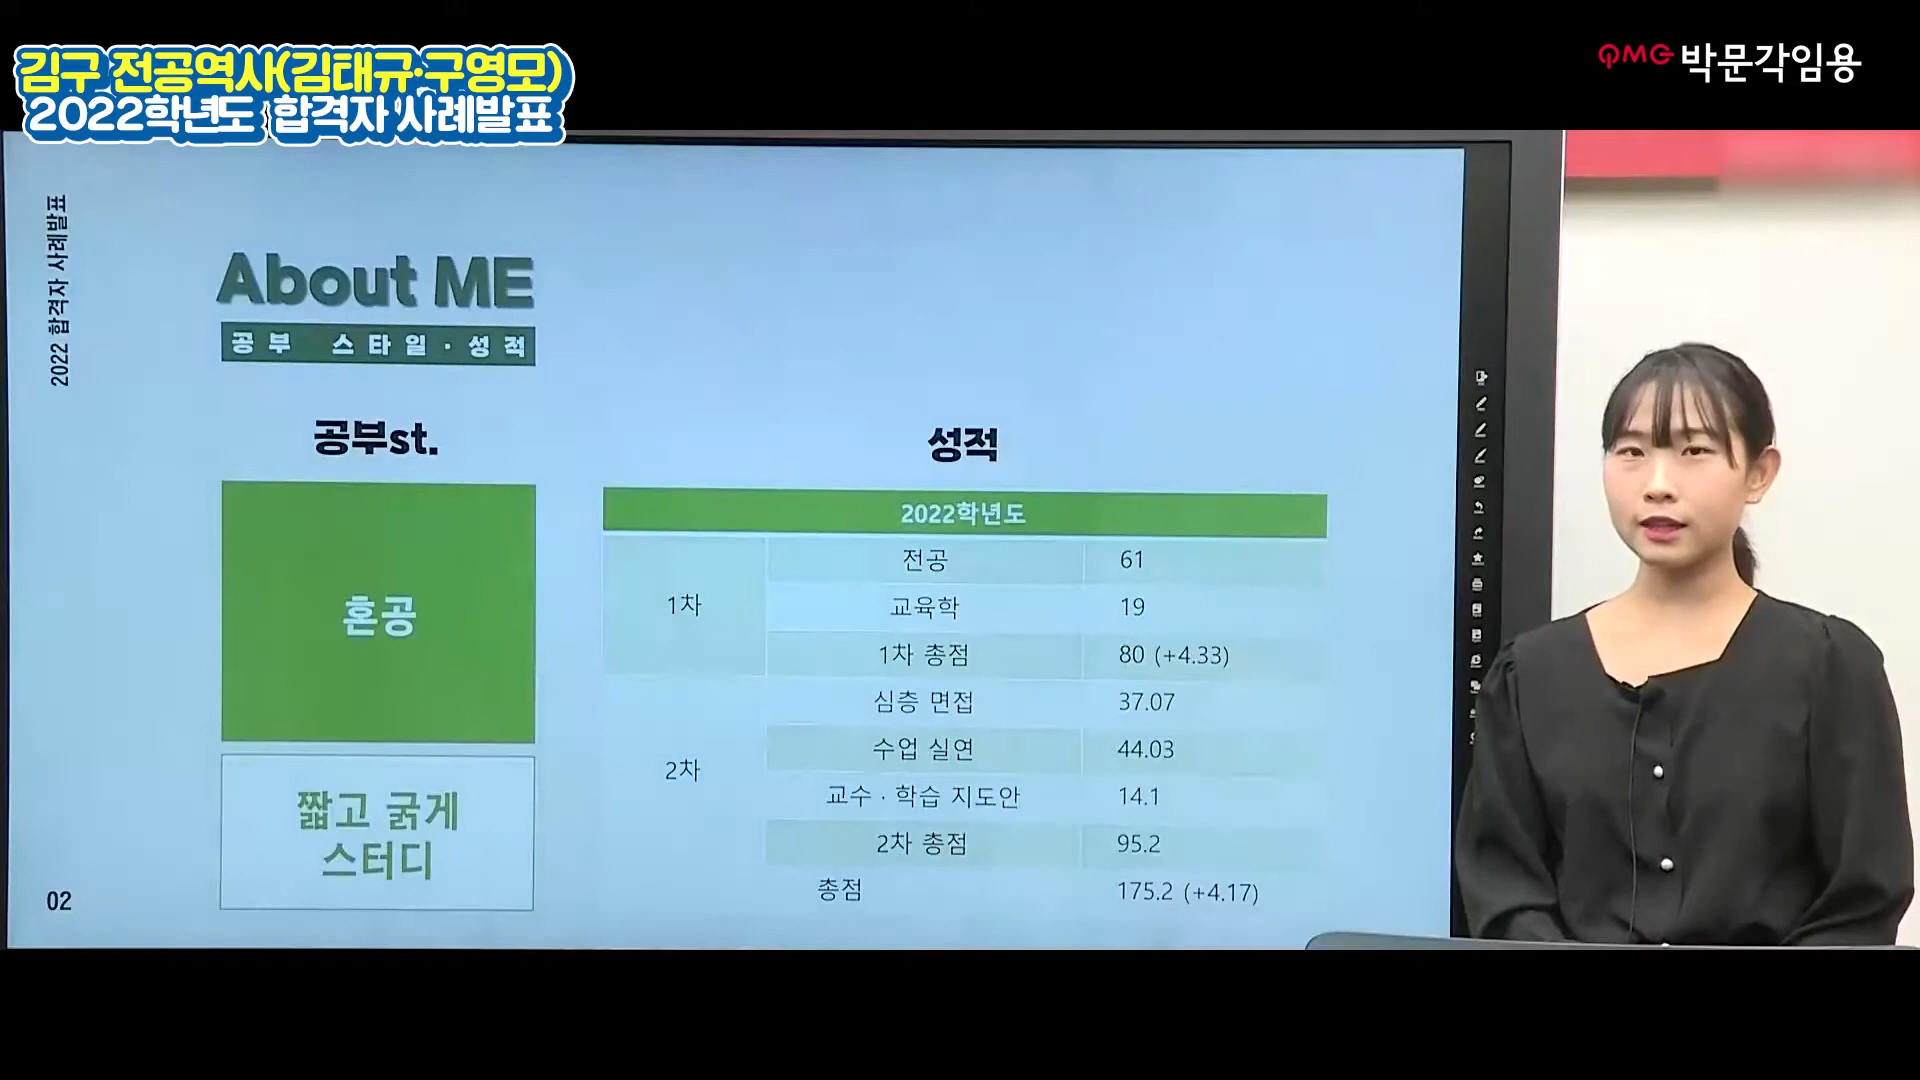 김구 전공역사(김태규·구영모)
2022학년도 합격자 사례발표
PMG 박문각임용
2022 합격자 사례발표
About ME
공부 스타일·성적
공부st.
혼공
짧고 굵게
스터디
02
성적
2022학년도
1차
전공 61
교육학 19
1차 총점 80 (+4.33)
2차
심층 면접 37.07
수업 실연 44.03
교수·학습 지도안 14.1
2차 총점 95.2
총점 175.2 (+4.17)